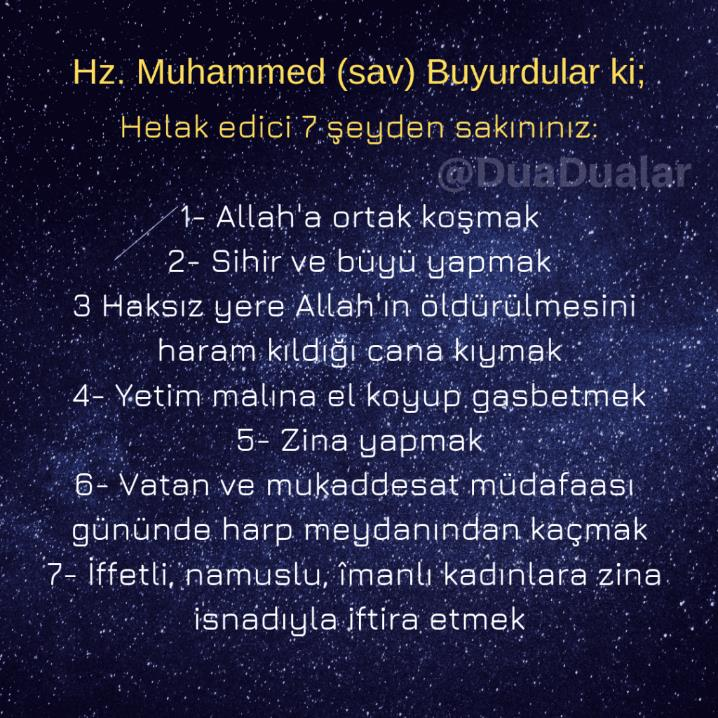 Hz. Muhammed (sav) Buyurdular ki;
Helak edici 7 şeyden sakınınız:
@DuaDualar
1- Allah'a ortak koşmak
2- Sihir ve büyü yapmak
3 Haksız yere Allah'ın öldürülmesini
haram kıldığı cana kıymak
4- Yetim malına el koyup gasbetmek
5- Zina yapmak
6- Vatan ve mukaddesat müdafaası
gününde harp meydanından kaçmak
7- İffetli, namuslu, îmanlı kadınlara zina
isnadıyla iftira etmek